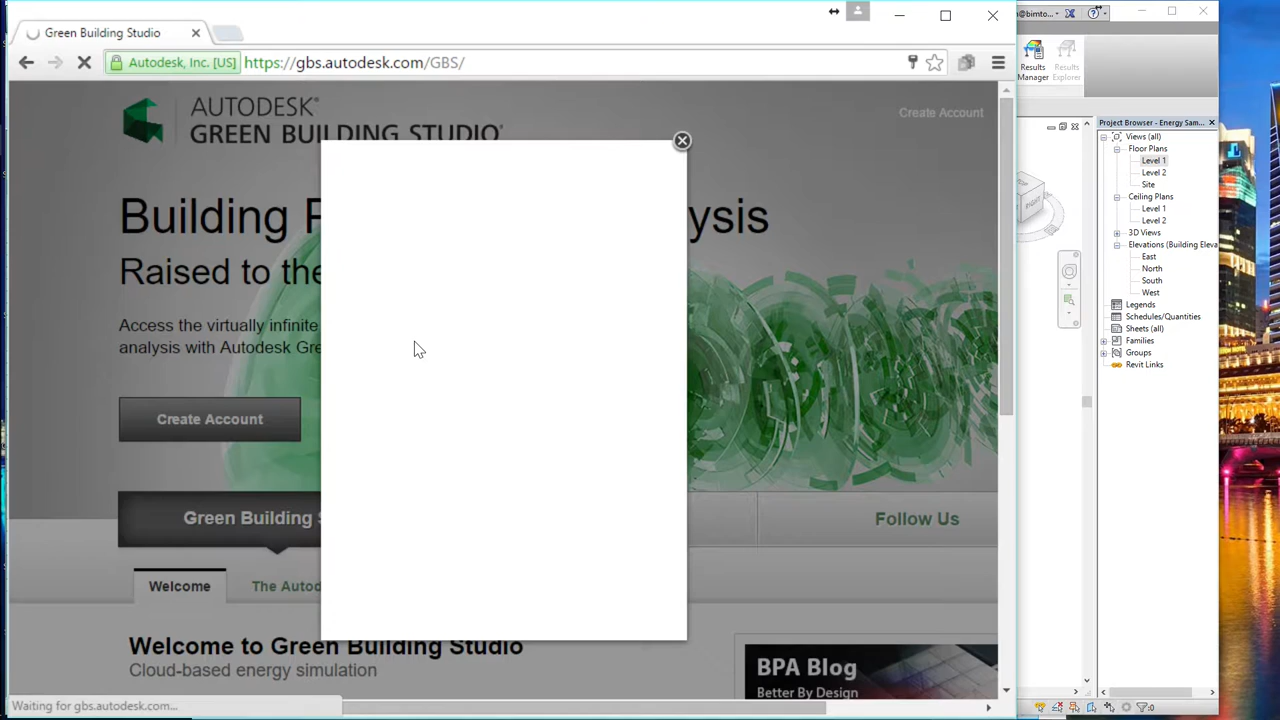 Green Building Studio
Autodesk, Inc. [US] https://gbs.autodesk.com/GBS/
AUTODESK®
GREEN BUILDING STUDIO®
Create Account
Building
ysis
Raised to the
Access the virtually infinite
analysis with Autodesk Gre
Create Account
Green Building
Follow Us
Welcome
The Autod
Welcome to Green Building Studio
Cloud-based energy simulation
BPA Blog
Better By Design
Waiting for gbs.autodesk.com...
@bimto...
Results Manager
Results Explorer
Project Browser - Energy Sam...
Views (all)
Floor Plans
Level 1
Level 2
Site
Ceiling Plans
Level 1
Level 2
3D Views
Elevations (Building Eleva
East
North
South
West
Legends
Schedules/Quantities
Sheets (all)
Families
Groups
Revit Links
RIGHT
:0